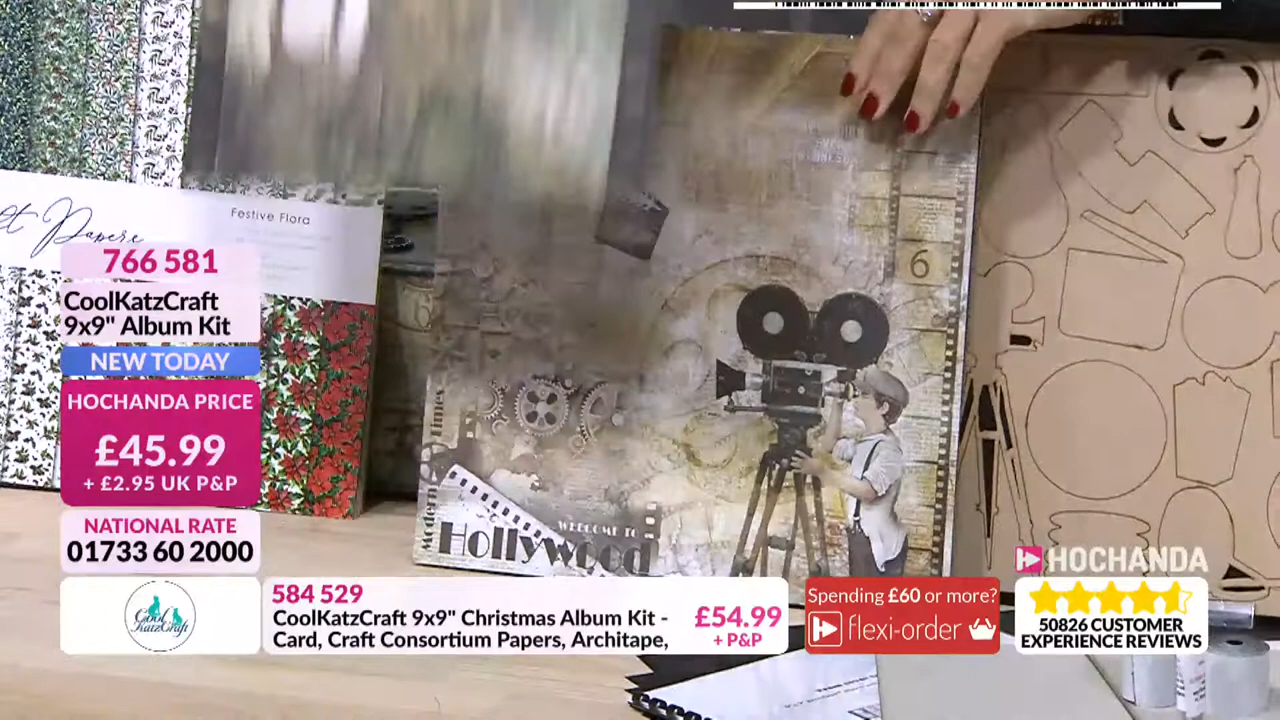 Festive Flora
766 581
CoolKatzCraft
9x9" Album Kit
NEW TODAY
HOCHANDA PRICE
£45.99
+ £2.95 UK P&P
NATIONAL RATE
01733 60 2000
6
Modern Times
WELCOME TO
Hollywood
HOCHANDA
Cool
KatzCraft
584 529
CoolKatzCraft 9x9" Christmas Album Kit -
Card, Craft Consortium Papers, Architape,
£54.99
+ P&P
Spending £60 or more?
flexi-order
50826 CUSTOMER
EXPERIENCE REVIEWS